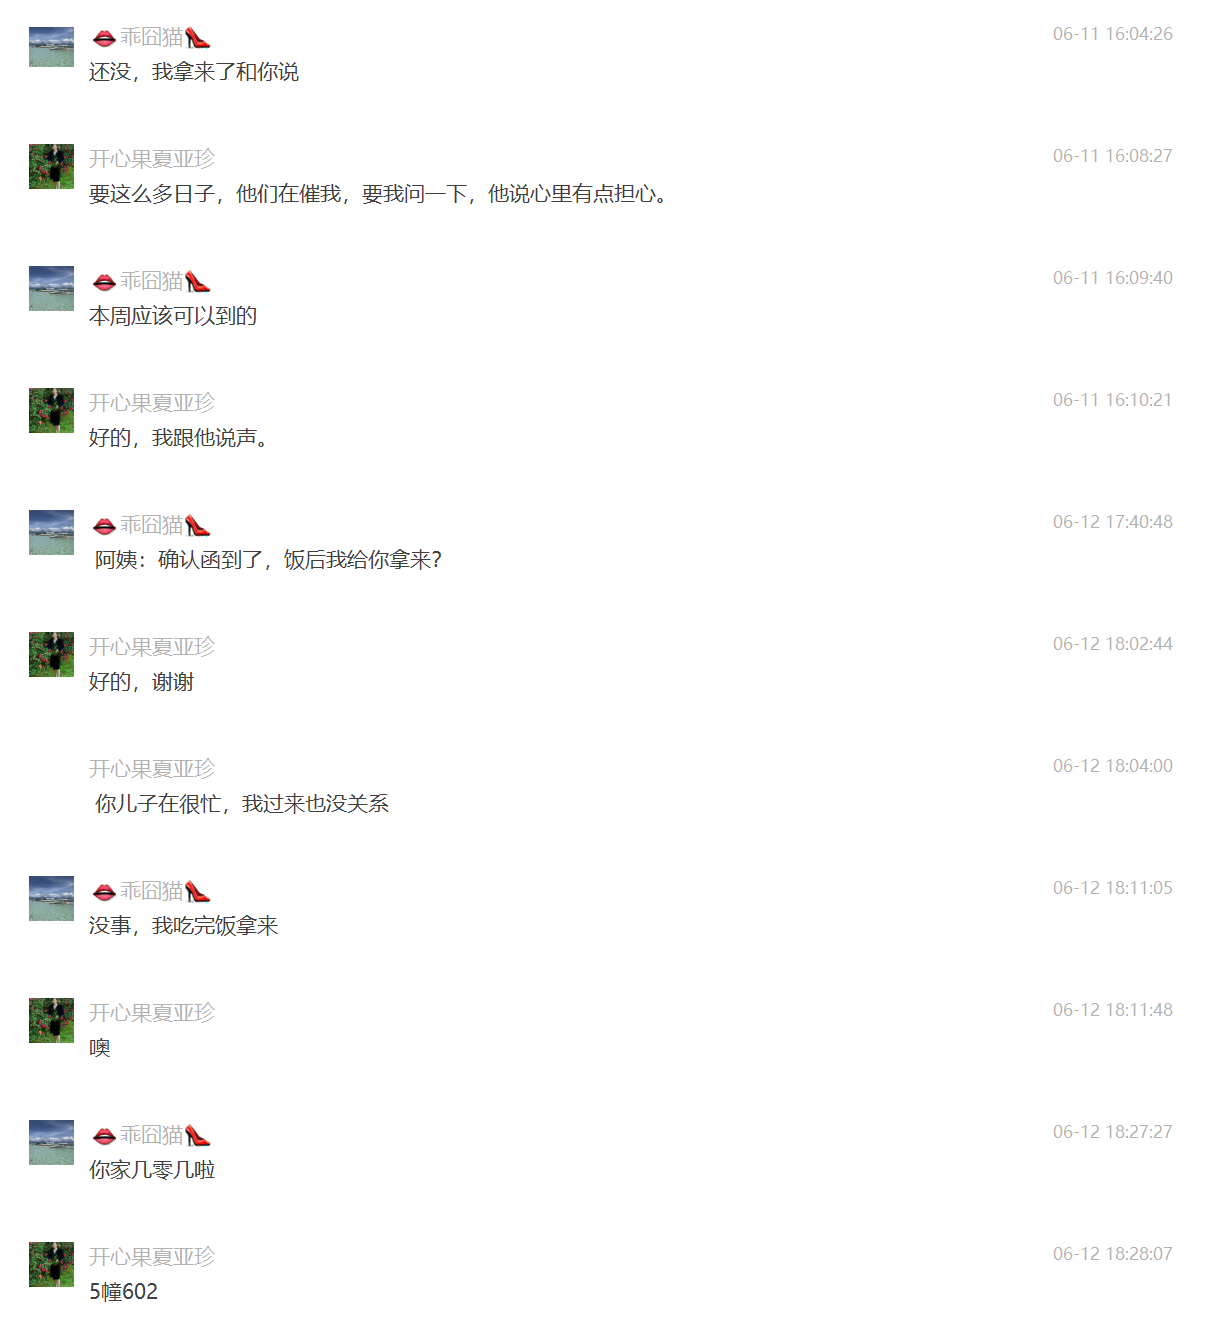 👄乖囧猫👠 06-11 16:04:26
还没，我拿来了和你说
开心果夏亚珍 06-11 16:08:27
要这么多日子，他们在催我，要我问一下，他说心里有点担心。
👄乖囧猫👠 06-11 16:09:40
本周应该可以到的
开心果夏亚珍 06-11 16:10:21
好的，我跟他说声。
👄乖囧猫👠 06-12 17:40:48
阿姨：确认函到了，饭后我给你拿来？
开心果夏亚珍 06-12 18:02:44
好的，谢谢
开心果夏亚珍 06-12 18:04:00
你儿子在很忙，我过来也没关系
👄乖囧猫👠 06-12 18:11:05
没事，我吃完饭拿来
开心果夏亚珍 06-12 18:11:48
噢
👄乖囧猫👠 06-12 18:27:27
你家几零几啦
开心果夏亚珍 06-12 18:28:07
5幢602